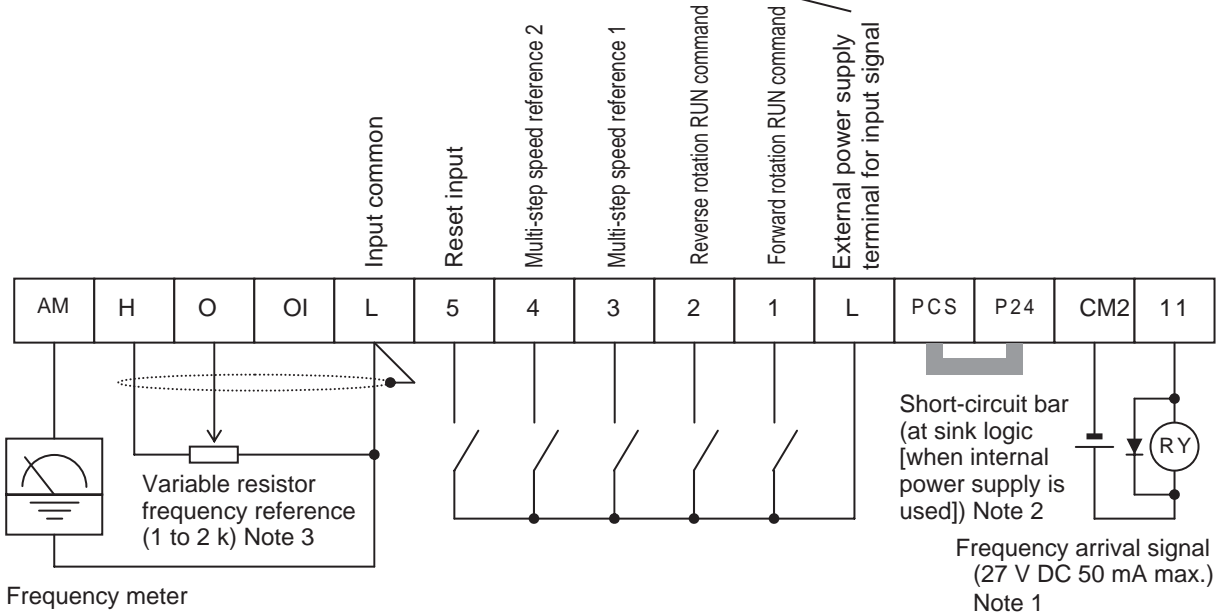 Input common
Reset input
Multi-step speed reference 2
Multi-step speed reference 1
Reverse rotation RUN command
Forward rotation RUN command
External power supply
terminal for input signal
AM H O OI L 5 4 3 2 1 L PCS P24 CM2 11
Variable resistor
frequency reference
(1 to 2 k) Note 3
Frequency meter
Short-circuit bar
(at sink logic
[when internal
power supply is
used]) Note 2
RY
Frequency arrival signal
(27 V DC 50 mA max.)
Note 1